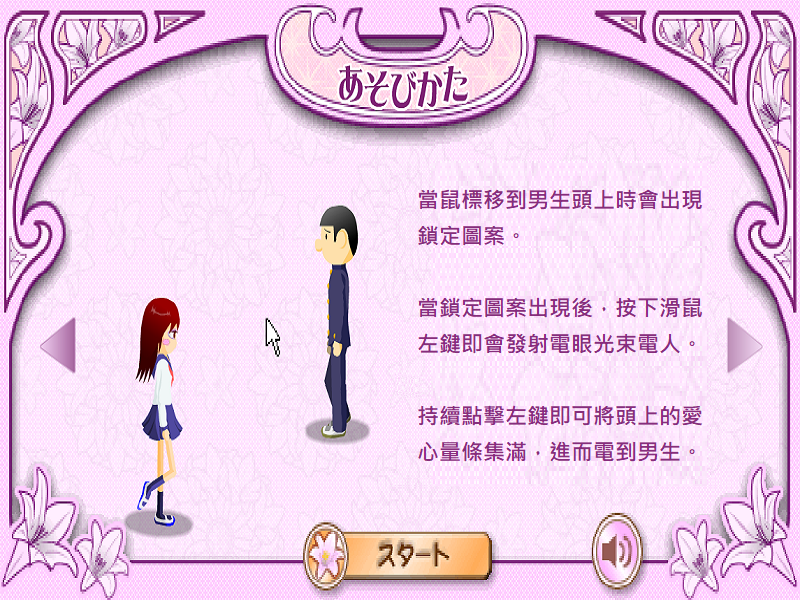 あそびかた
當鼠標移到男生頭上時會出現
鎖定圖案。
當鎖定圖案出現後，按下滑鼠
左鍵即會發射電眼光束電人。
持續點擊左鍵即可將頭上的愛
心量條集滿，進而電到男生。
スタート